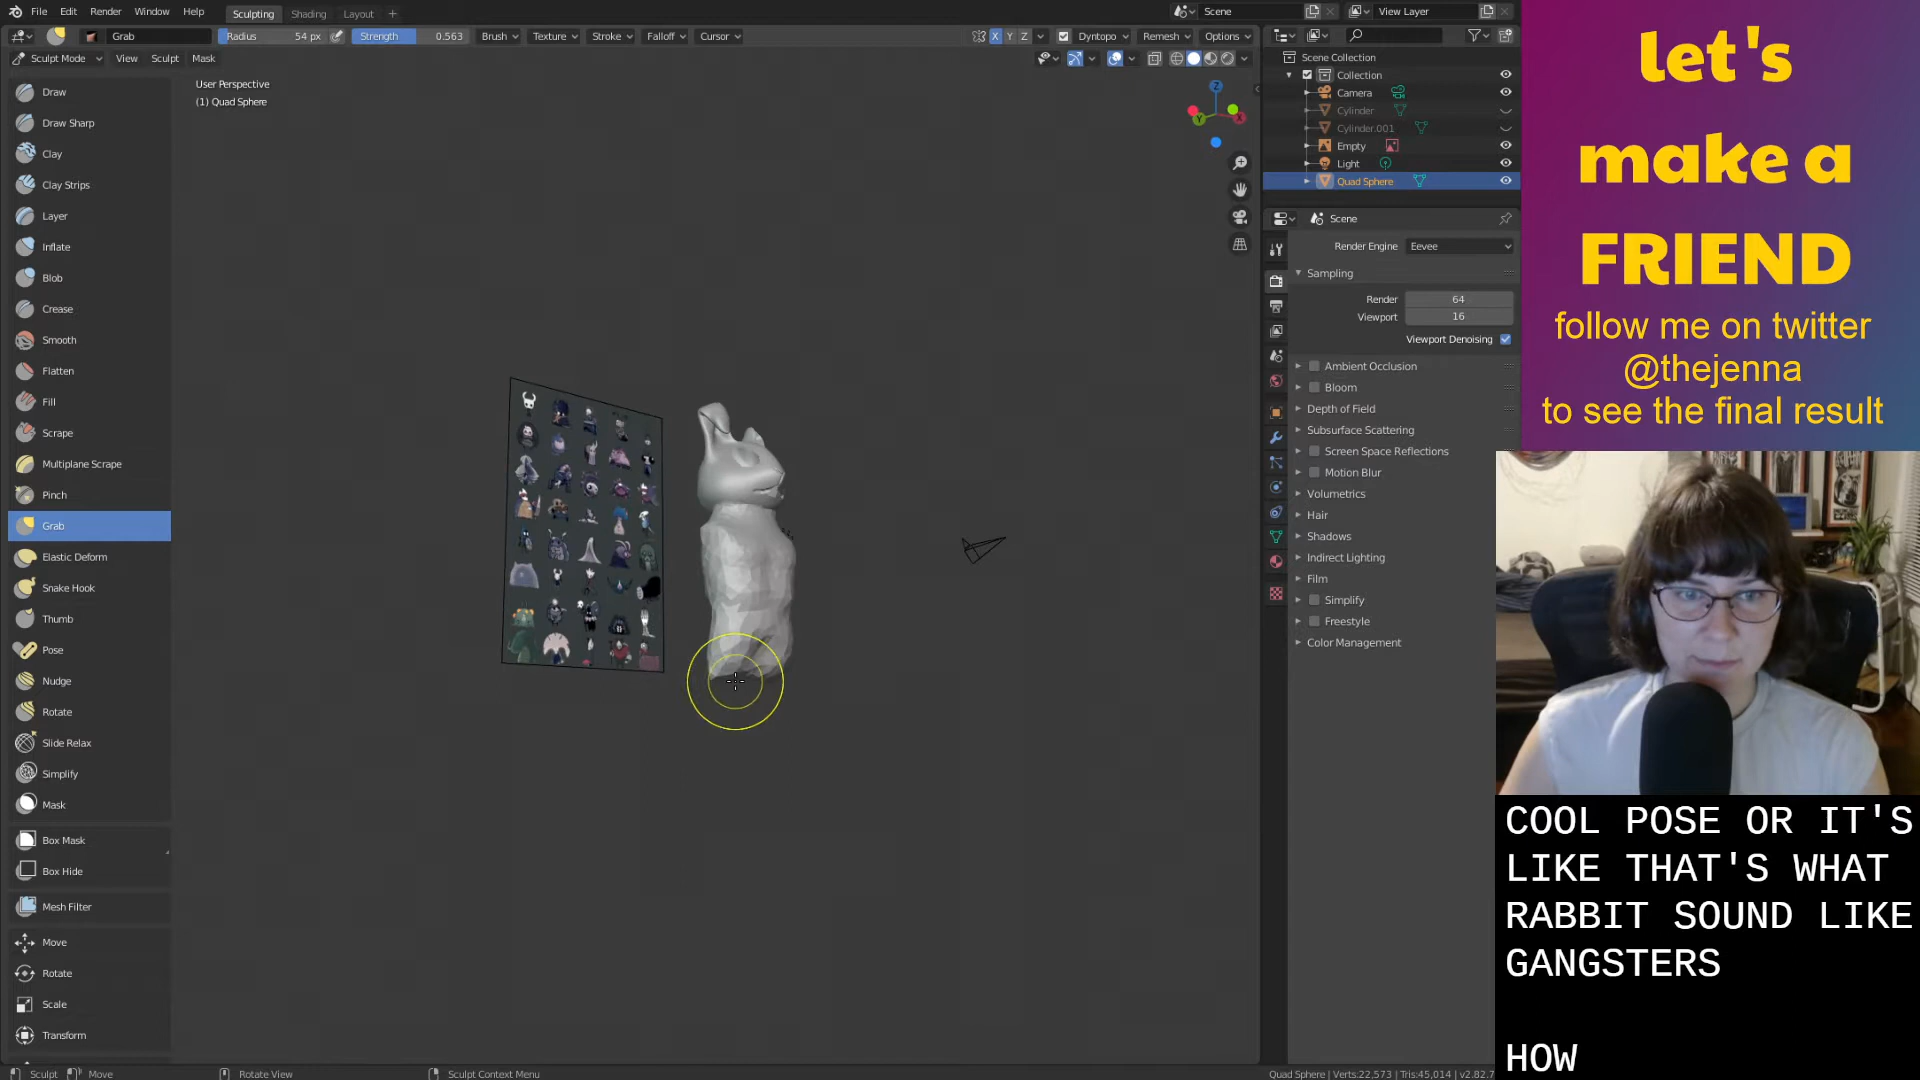 File Edit Render Window Help Sculpting Shading Layout + Scene View Layer
Grab Radius 54 px Strength 0.563 Brush Texture Stroke Falloff Cursor X Y Z Dyntopo Remesh Options
Sculpt Mode View Sculpt Mask
User Perspective
(1) Quad Sphere
Draw
Draw Sharp
Clay
Clay Strips
Layer
Inflate
Blob
Crease
Smooth
Flatten
Fill
Scrape
Multiplane Scrape
Pinch
Grab
Elastic Deform
Snake Hook
Thumb
Pose
Nudge
Rotate
Slide Relax
Simplify
Mask
Box Mask
Box Hide
Mesh Filter
Move
Rotate
Scale
Transform
Sculpt Move Rotate View Sculpt Context Menu
Quad Sphere | Verts:22,573 | Tris:45,014 | v2.82.7
Z
Y
X
Scene Collection
Collection
Camera
Cylinder
Cylinder.001
Empty
Light
Quad Sphere
Scene
Render Engine Eevee
Sampling
Render 64
Viewport 16
Viewport Denoising
Ambient Occlusion
Bloom
Depth of Field
Subsurface Scattering
Screen Space Reflections
Motion Blur
Volumetrics
Hair
Shadows
Indirect Lighting
Film
Simplify
Freestyle
Color Management
let's
make a
FRIEND
follow me on twitter
@thejenna
to see the final result
COOL POSE OR IT'S
LIKE THAT'S WHAT
RABBIT SOUND LIKE
GANGSTERS
HOW